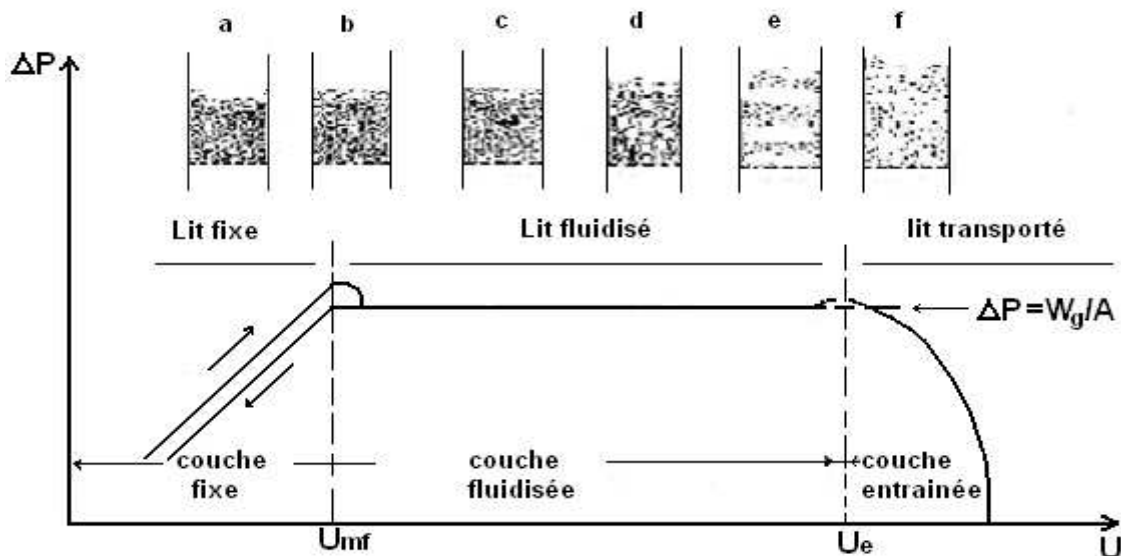 a b c d e f
ΔP
Lit fixe Lit fluidisé lit transporté
ΔP = Wg/A
couche couche couche
fixe fluidisée entrainée
Umf Ue U